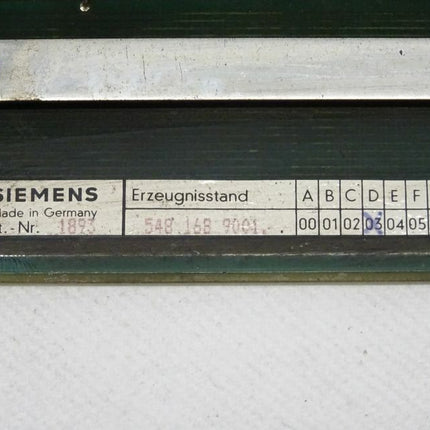 SIEMENS Erzeugnisstand A B C D E F
Made in Germany
t.-Nr. 1893 548 168 9001. 00 01 02 03 04 05